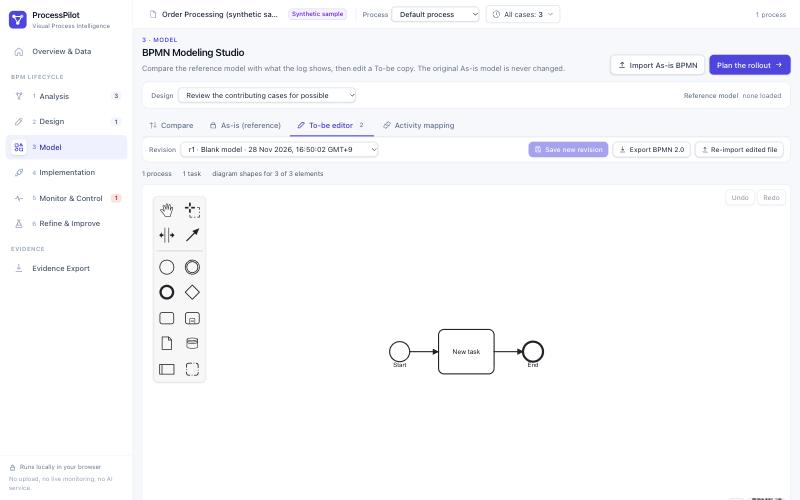 ProcessPilot
Visual Process Intelligence
Overview & Data
BPM LIFECYCLE
1 Analysis 3
2 Design 1
3 Model
4 Implementation
5 Monitor & Control 1
6 Refine & Improve
EVIDENCE
Evidence Export
Runs locally in your browser
No upload, no live monitoring, no AI
service.
Order Processing (synthetic sa... Synthetic sample Process Default process All cases: 3 1 process
3 · MODEL
BPMN Modeling Studio
Compare the reference model with what the log shows, then edit a To-be copy. The original As-is model is never changed.
Import As-is BPMN Plan the rollout
Design Review the contributing cases for possible Reference model none loaded
Compare As-is (reference) To-be editor 2 Activity mapping
Revision r1 · Blank model · 28 Nov 2026, 16:50:02 GMT+9 Save new revision Export BPMN 2.0 Re-import edited file
1 process 1 task diagram shapes for 3 of 3 elements
Undo Redo
New task
Start End